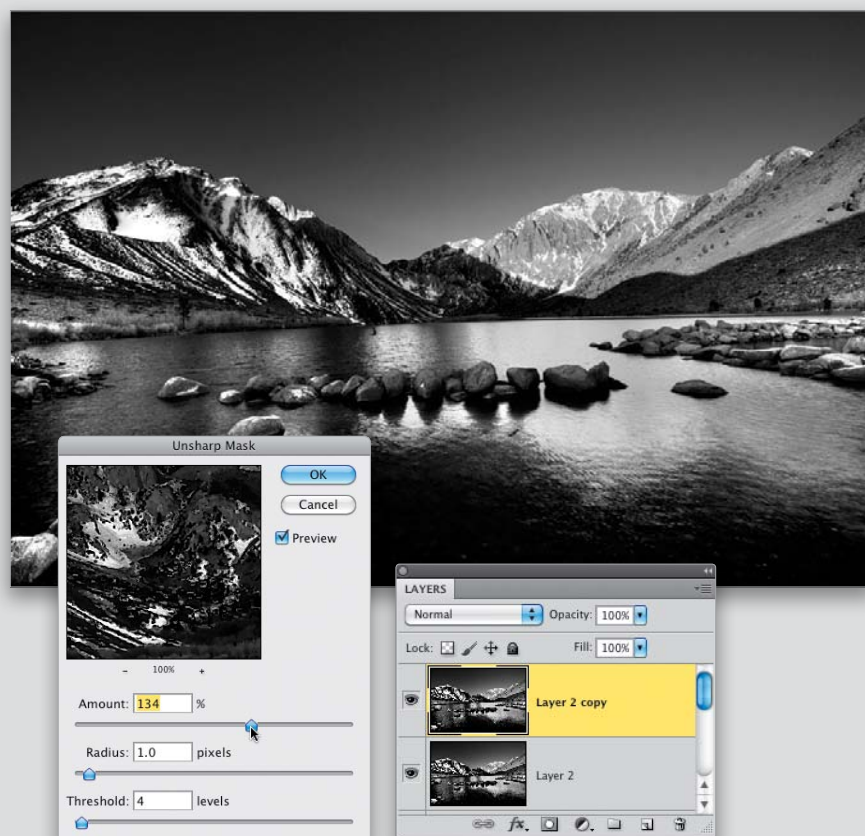 Unsharp Mask
OK
Cancel
Preview
- 100% +
Amount: 134 %
Radius: 1.0 pixels
Threshold: 4 levels
LAYERS
Normal Opacity: 100%
Lock: Fill: 100%
Layer 2 copy
Layer 2
fx